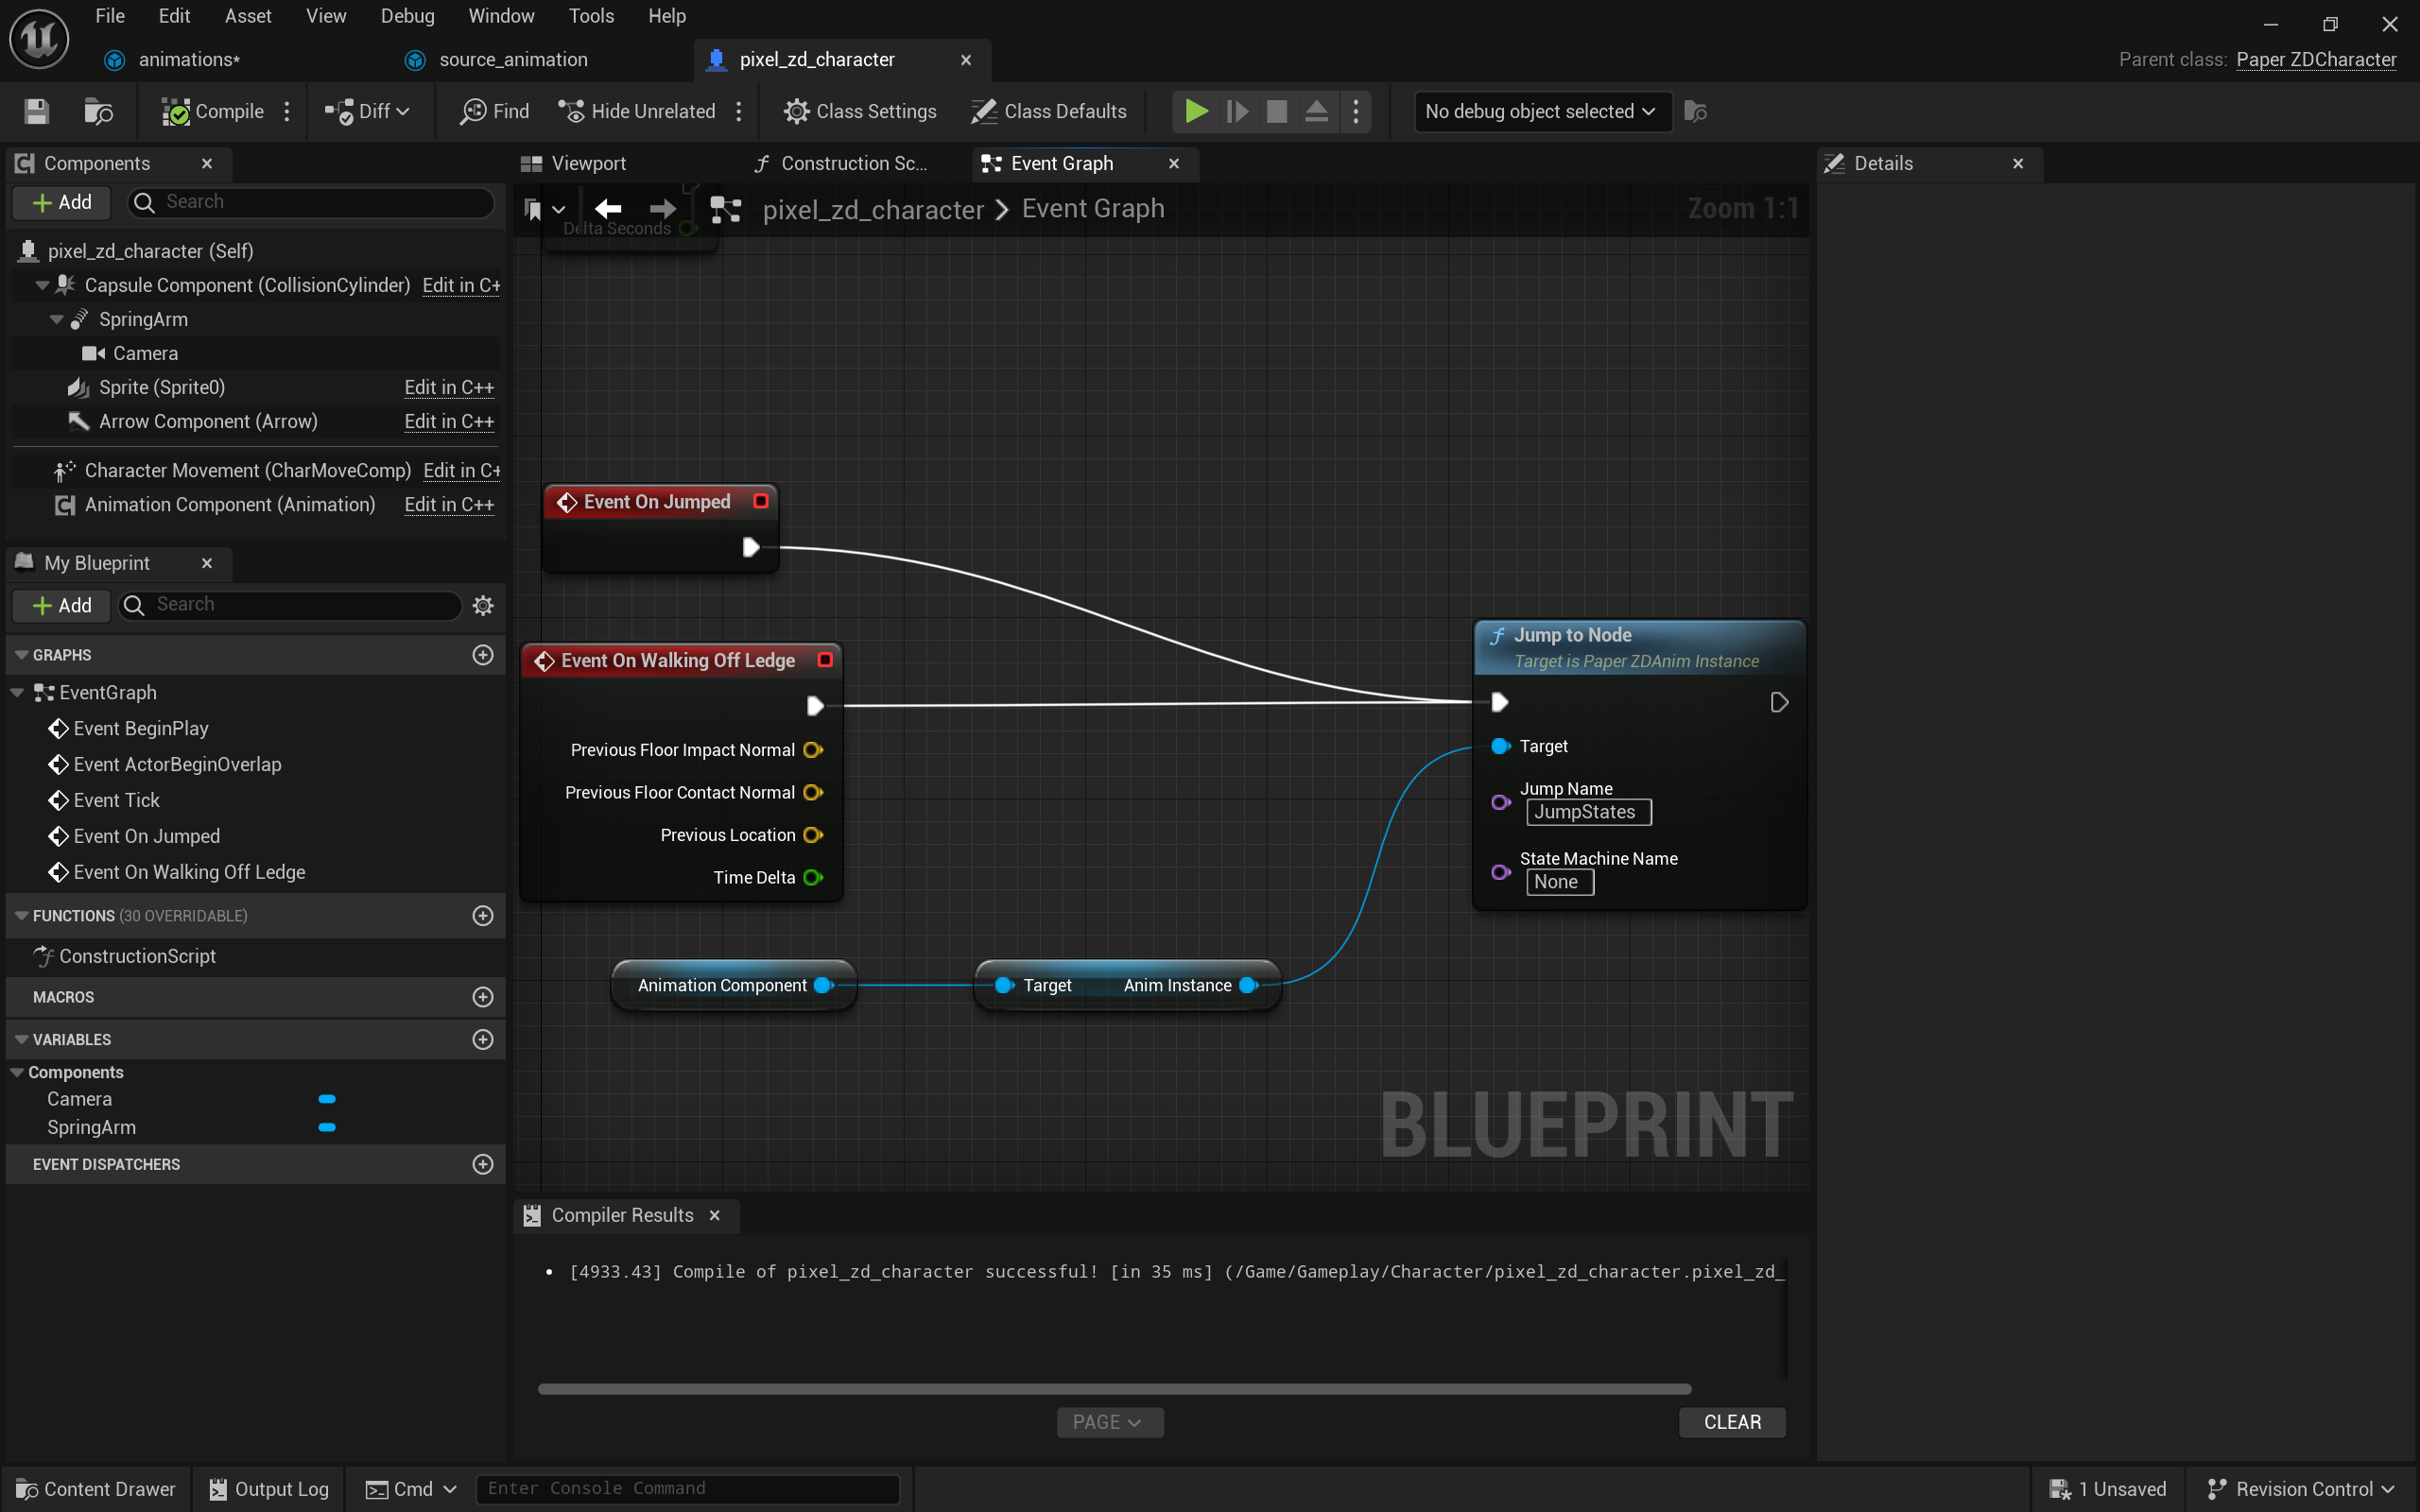 File Edit Asset View Debug Window Tools Help
animations* source_animation pixel_zd_character Parent class: Paper ZDCharacter
Compile Diff Find Hide Unrelated Class Settings Class Defaults No debug object selected
Components Viewport Construction Sc... Event Graph Details
Add Search
pixel_zd_character > Event Graph Zoom 1:1
Delta Seconds
pixel_zd_character (Self)
Capsule Component (CollisionCylinder) Edit in C+
SpringArm
Camera
Sprite (Sprite0) Edit in C++
Arrow Component (Arrow) Edit in C++
Character Movement (CharMoveComp) Edit in C+
Animation Component (Animation) Edit in C++
My Blueprint
Add Search
GRAPHS
EventGraph
Event BeginPlay
Event ActorBeginOverlap
Event Tick
Event On Jumped
Event On Walking Off Ledge
FUNCTIONS (30 OVERRIDABLE)
ConstructionScript
MACROS
VARIABLES
Components
Camera
SpringArm
EVENT DISPATCHERS
Event On Jumped
Event On Walking Off Ledge
Previous Floor Impact Normal
Previous Floor Contact Normal
Previous Location
Time Delta
Animation Component
Target Anim Instance
Jump to Node
Target is Paper ZDAnim Instance
Target
Jump Name
JumpStates
State Machine Name
None
BLUEPRINT
Compiler Results
• [4933.43] Compile of pixel_zd_character successful! [in 35 ms] (/Game/Gameplay/Character/pixel_zd_character.pixel_zd_
PAGE CLEAR
Content Drawer Output Log Cmd Enter Console Command 1 Unsaved Revision Control